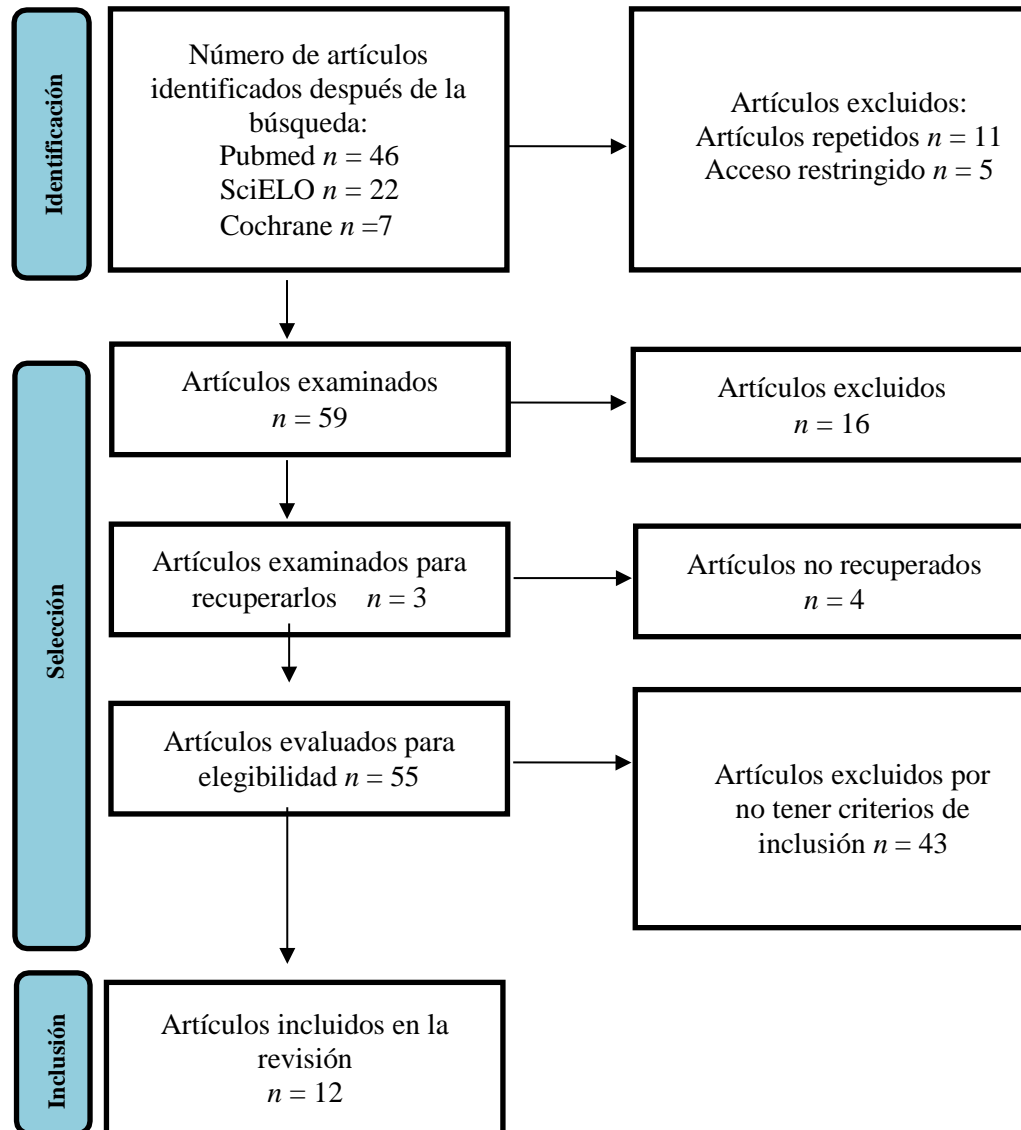 Identificación
Número de artículos
identificados después de la
búsqueda:
Pubmed n = 46
SciELO n = 22
Cochrane n =7
Artículos excluidos:
Artículos repetidos n = 11
Acceso restringido n = 5
Selección
Artículos examinados
n = 59
Artículos excluidos
n = 16
Artículos examinados para
recuperarlos n = 3
Artículos no recuperados
n = 4
Artículos evaluados para
elegibilidad n = 55
Artículos excluidos por
no tener criterios de
inclusión n = 43
Inclusión
Artículos incluidos en la
revisión
n = 12